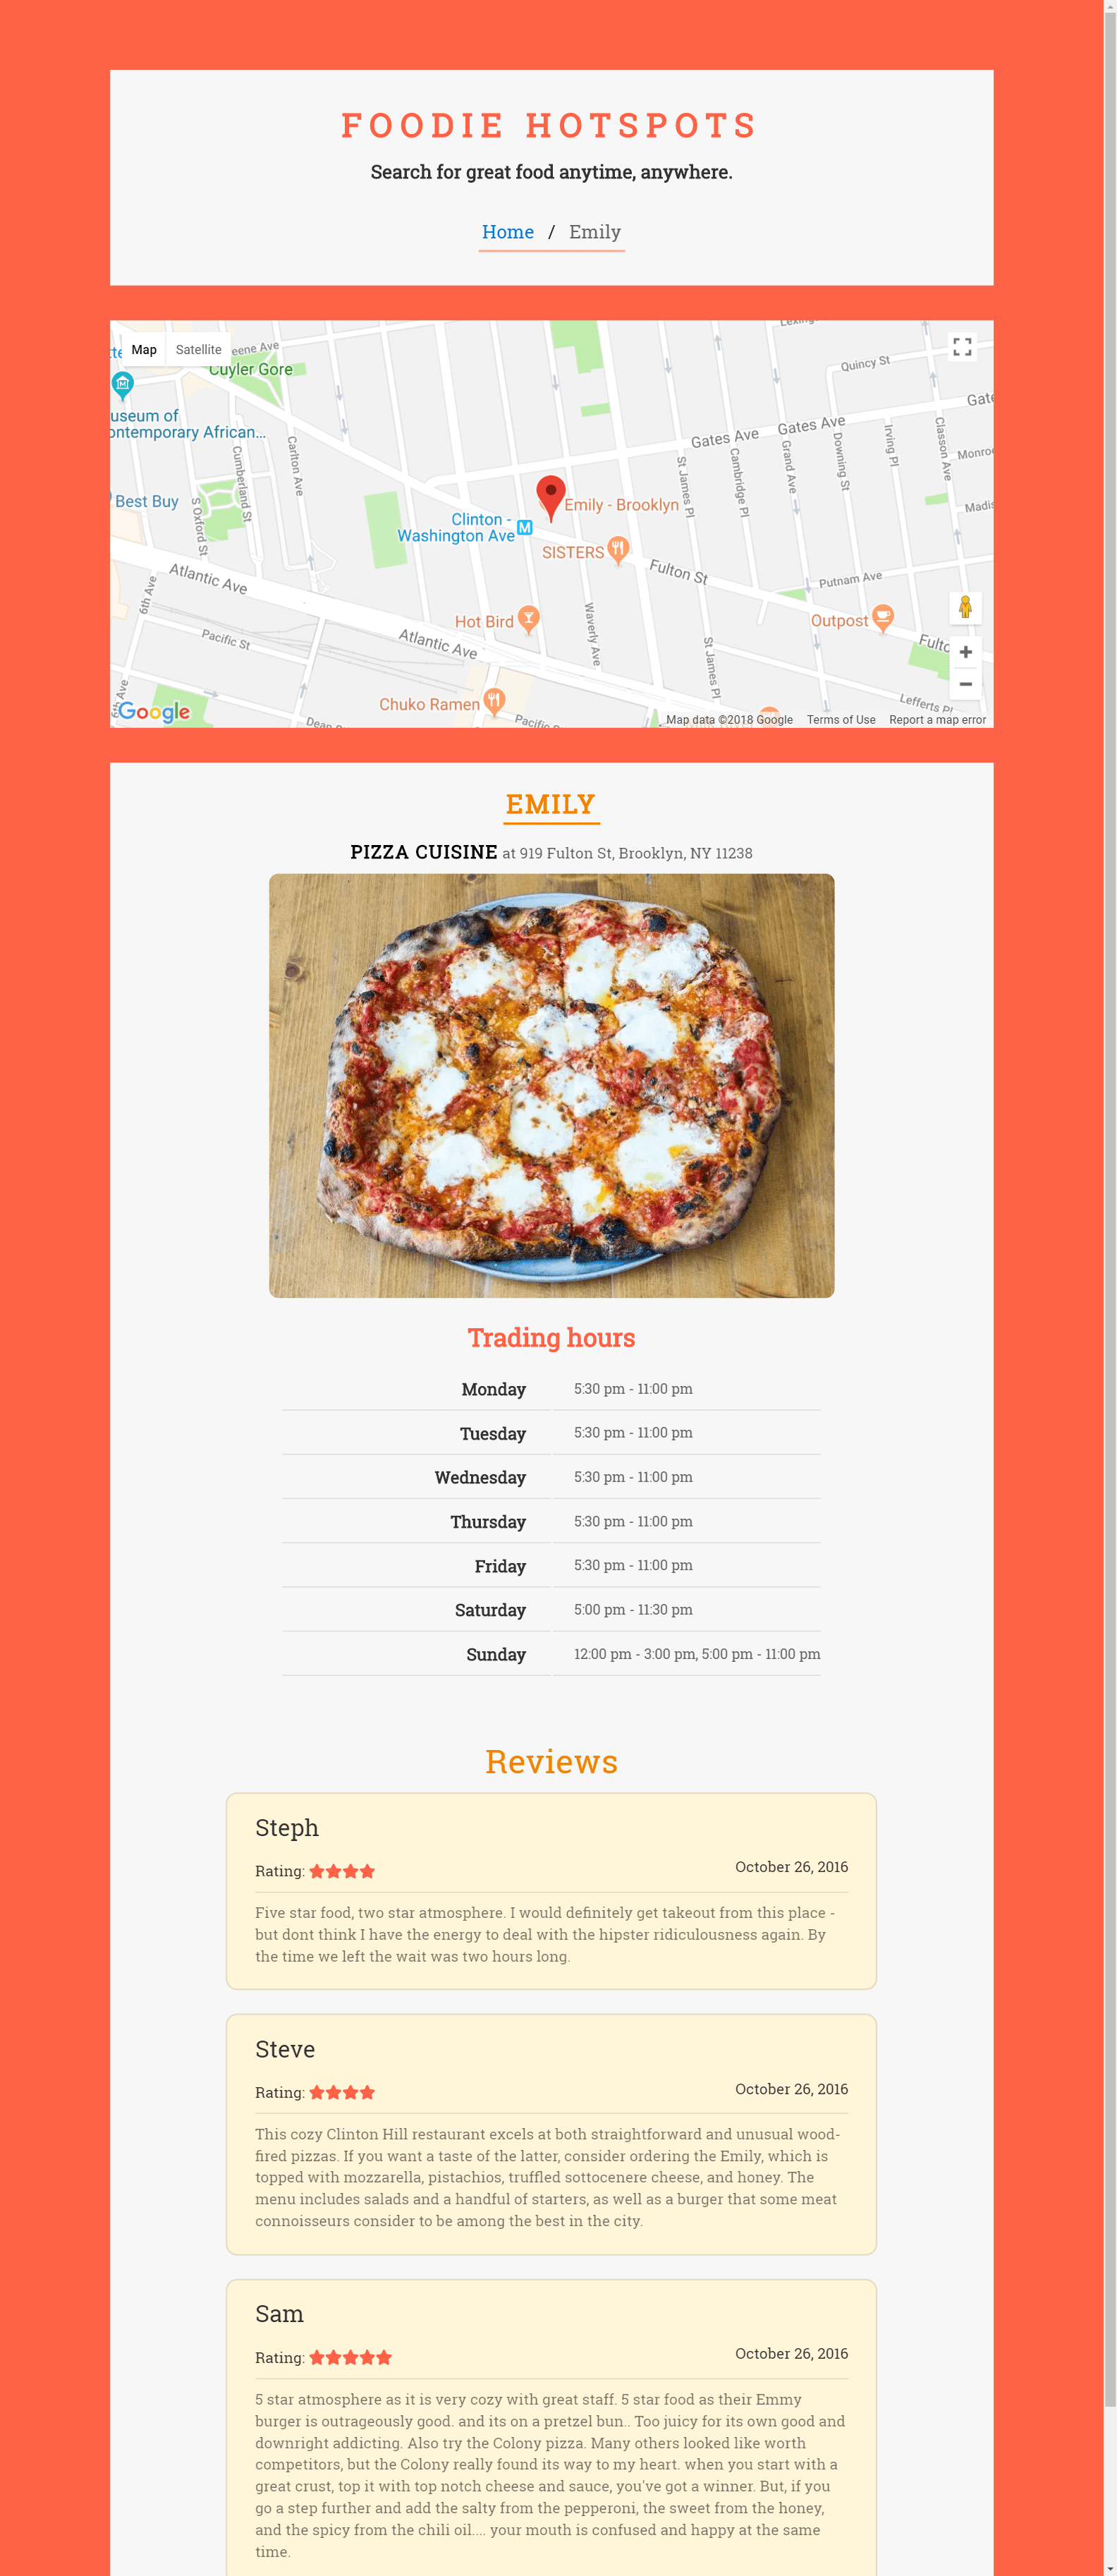 FOODIE HOTSPOTS
Search for great food anytime, anywhere.
Home / Emily
Map Satellite
eene Ave
Cuyler Gore
Lexing
Quincy St
Gate
useum of
ontemporary African...
Gates Ave
Gates Ave
Carlton Ave
Cumberland St
S Oxford St
St James Pl
Cambridge Pl
Grand Ave
Downing St
Irving Pl
Classon Ave
Monroe
Madis
Best Buy
Emily - Brooklyn
Clinton -
Washington Ave
SISTERS
Fulton St
Atlantic Ave
6th Ave
Putnam Ave
Pacific St
Hot Bird
Waverly Ave
Outpost
Atlantic Ave
St James Pl
Fulto
Chuko Ramen
Lefferts Pl
Google
Dean
Pacific S
Map data ©2018 Google Terms of Use Report a map error
EMILY
PIZZA CUISINE at 919 Fulton St, Brooklyn, NY 11238
Trading hours
Monday 5:30 pm - 11:00 pm
Tuesday 5:30 pm - 11:00 pm
Wednesday 5:30 pm - 11:00 pm
Thursday 5:30 pm - 11:00 pm
Friday 5:30 pm - 11:00 pm
Saturday 5:00 pm - 11:30 pm
Sunday 12:00 pm - 3:00 pm, 5:00 pm - 11:00 pm
Reviews
Steph
Rating: October 26, 2016
Five star food, two star atmosphere. I would definitely get takeout from this place -
but dont think I have the energy to deal with the hipster ridiculousness again. By
the time we left the wait was two hours long.
Steve
Rating: October 26, 2016
This cozy Clinton Hill restaurant excels at both straightforward and unusual wood-
fired pizzas. If you want a taste of the latter, consider ordering the Emily, which is
topped with mozzarella, pistachios, truffled sottocenere cheese, and honey. The
menu includes salads and a handful of starters, as well as a burger that some meat
connoisseurs consider to be among the best in the city.
Sam
Rating: October 26, 2016
5 star atmosphere as it is very cozy with great staff. 5 star food as their Emmy
burger is outrageously good. and its on a pretzel bun.. Too juicy for its own good and
downright addicting. Also try the Colony pizza. Many others looked like worth
competitors, but the Colony really found its way to my heart. when you start with a
great crust, top it with top notch cheese and sauce, you've got a winner. But, if you
go a step further and add the salty from the pepperoni, the sweet from the honey,
and the spicy from the chili oil.... your mouth is confused and happy at the same
time.